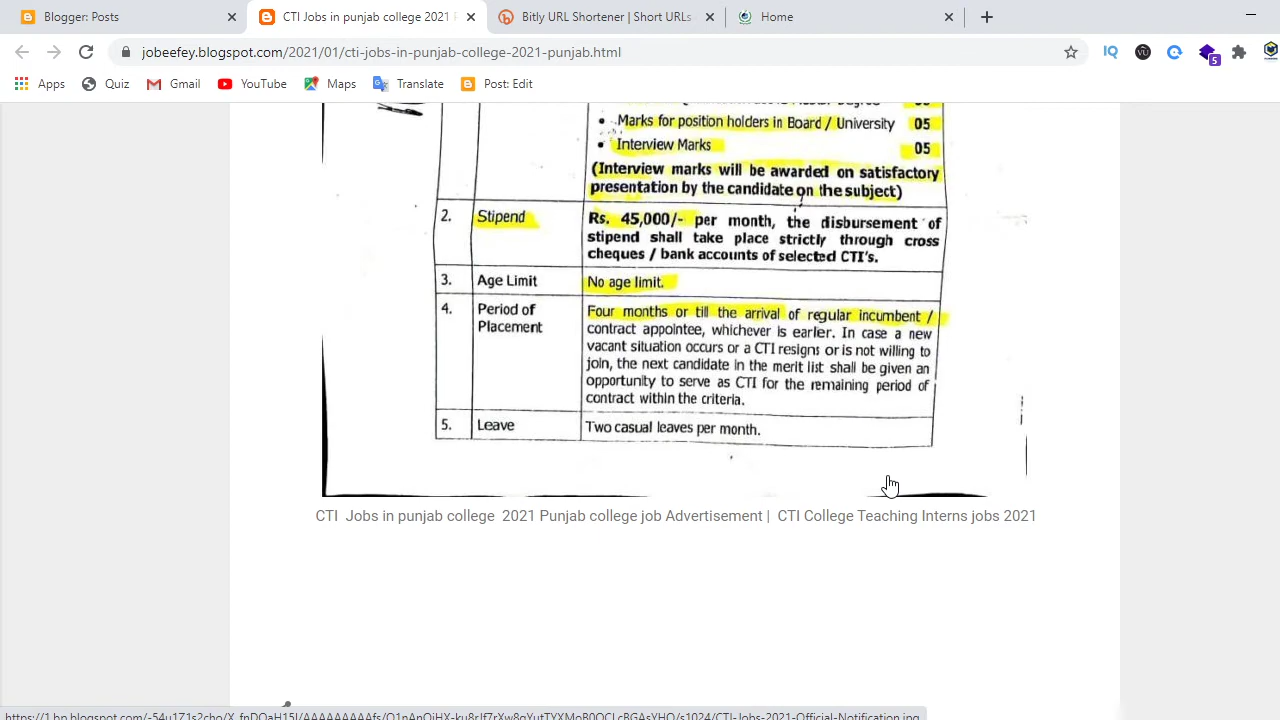 Blogger: Posts
CTI Jobs in punjab college 2021
Bitly URL Shortener | Short URLs
Home
jobeefey.blogspot.com/2021/01/cti-jobs-in-punjab-college-2021-punjab.html
IQ
VU
5
Apps
Quiz
Gmail
YouTube
Maps
Translate
Post: Edit
• Marks for position holders in Board / University 05
• Interview Marks 05
(Interview marks will be awarded on satisfactory
presentation by the candidate on the subject)
2. Stipend
Rs. 45,000/- per month, the disbursement of
stipend shall take place strictly through cross
cheques / bank accounts of selected CTI's.
3. Age Limit
No age limit.
4. Period of
Placement
Four months or till the arrival of regular incumbent /
contract appointee, whichever is earlier. In case a new
vacant situation occurs or a CTI resigns or is not willing to
join, the next candidate in the merit list shall be given an
opportunity to serve as CTI for the remaining period of
contract within the criteria.
5. Leave
Two casual leaves per month.
CTI Jobs in punjab college 2021 Punjab college job Advertisement | CTI College Teaching Interns jobs 2021